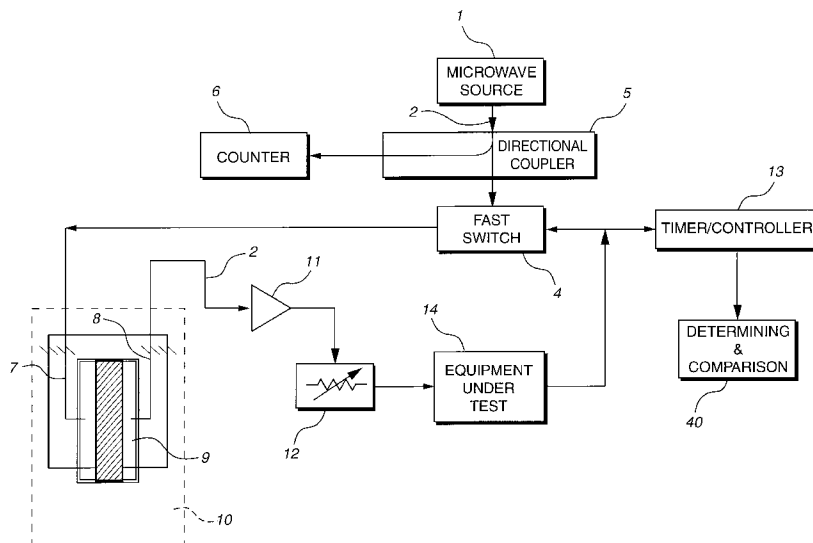 1
MICROWAVE
SOURCE
2
5
6
COUNTER
DIRECTIONAL
COUPLER
13
FAST
SWITCH
TIMER/CONTROLLER
4
2
11
8
14
7
EQUIPMENT
UNDER
TEST
DETERMINING
&
COMPARISON
12
40
9
10